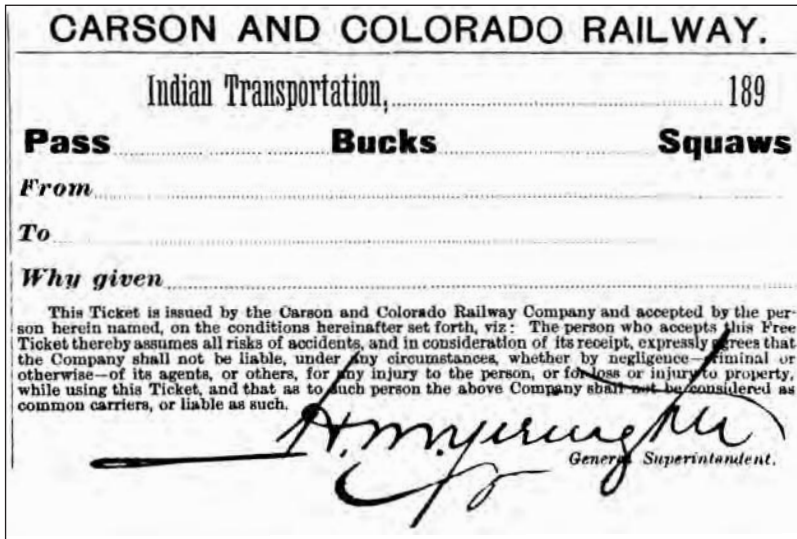 CARSON AND COLORADO RAILWAY.
Indian Transportation, 189
Pass Bucks Squaws
From
To
Why given
This Ticket is issued by the Carson and Colorado Railway Company and accepted by the per-
son herein named, on the conditions hereinafter set forth, viz: The person who accepts this Free
Ticket thereby assumes all risks of accidents, and in consideration of its receipt, expressly agrees that
the Company shall not be liable, under any circumstances, whether by negligence—criminal or
otherwise—of its agents, or others, for any injury to the person, or for loss or injury to property,
while using this Ticket, and that as to such person the above Company shall not be considered as
common carriers, or liable as such.
H. M. Yerington
General Superintendent.